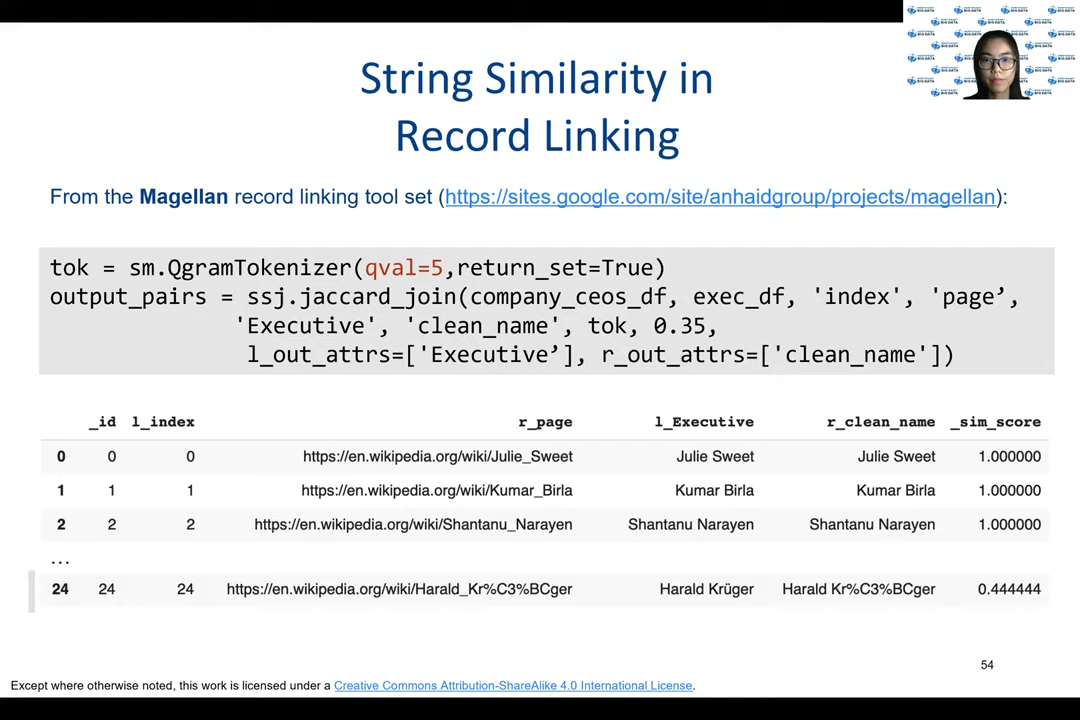 String Similarity in
Record Linking
From the Magellan record linking tool set (https://sites.google.com/site/anhaidgroup/projects/magellan):
tok = sm.QgramTokenizer(qval=5,return_set=True)
output_pairs = ssj.jaccard_join(company_ceos_df, exec_df, 'index', 'page’,
'Executive', 'clean_name', tok, 0.35,
l_out_attrs=['Executive’], r_out_attrs=['clean_name'])
_id l_index r_page l_Executive r_clean_name _sim_score
0 0 0 https://en.wikipedia.org/wiki/Julie_Sweet Julie Sweet Julie Sweet 1.000000
1 1 1 https://en.wikipedia.org/wiki/Kumar_Birla Kumar Birla Kumar Birla 1.000000
2 2 2 https://en.wikipedia.org/wiki/Shantanu_Narayen Shantanu Narayen Shantanu Narayen 1.000000
...
24 24 24 https://en.wikipedia.org/wiki/Harald_Kr%C3%BCger Harald Krüger Harald Kr%C3%BCger 0.444444
54
Except where otherwise noted, this work is licensed under a Creative Commons Attribution-ShareAlike 4.0 International License.